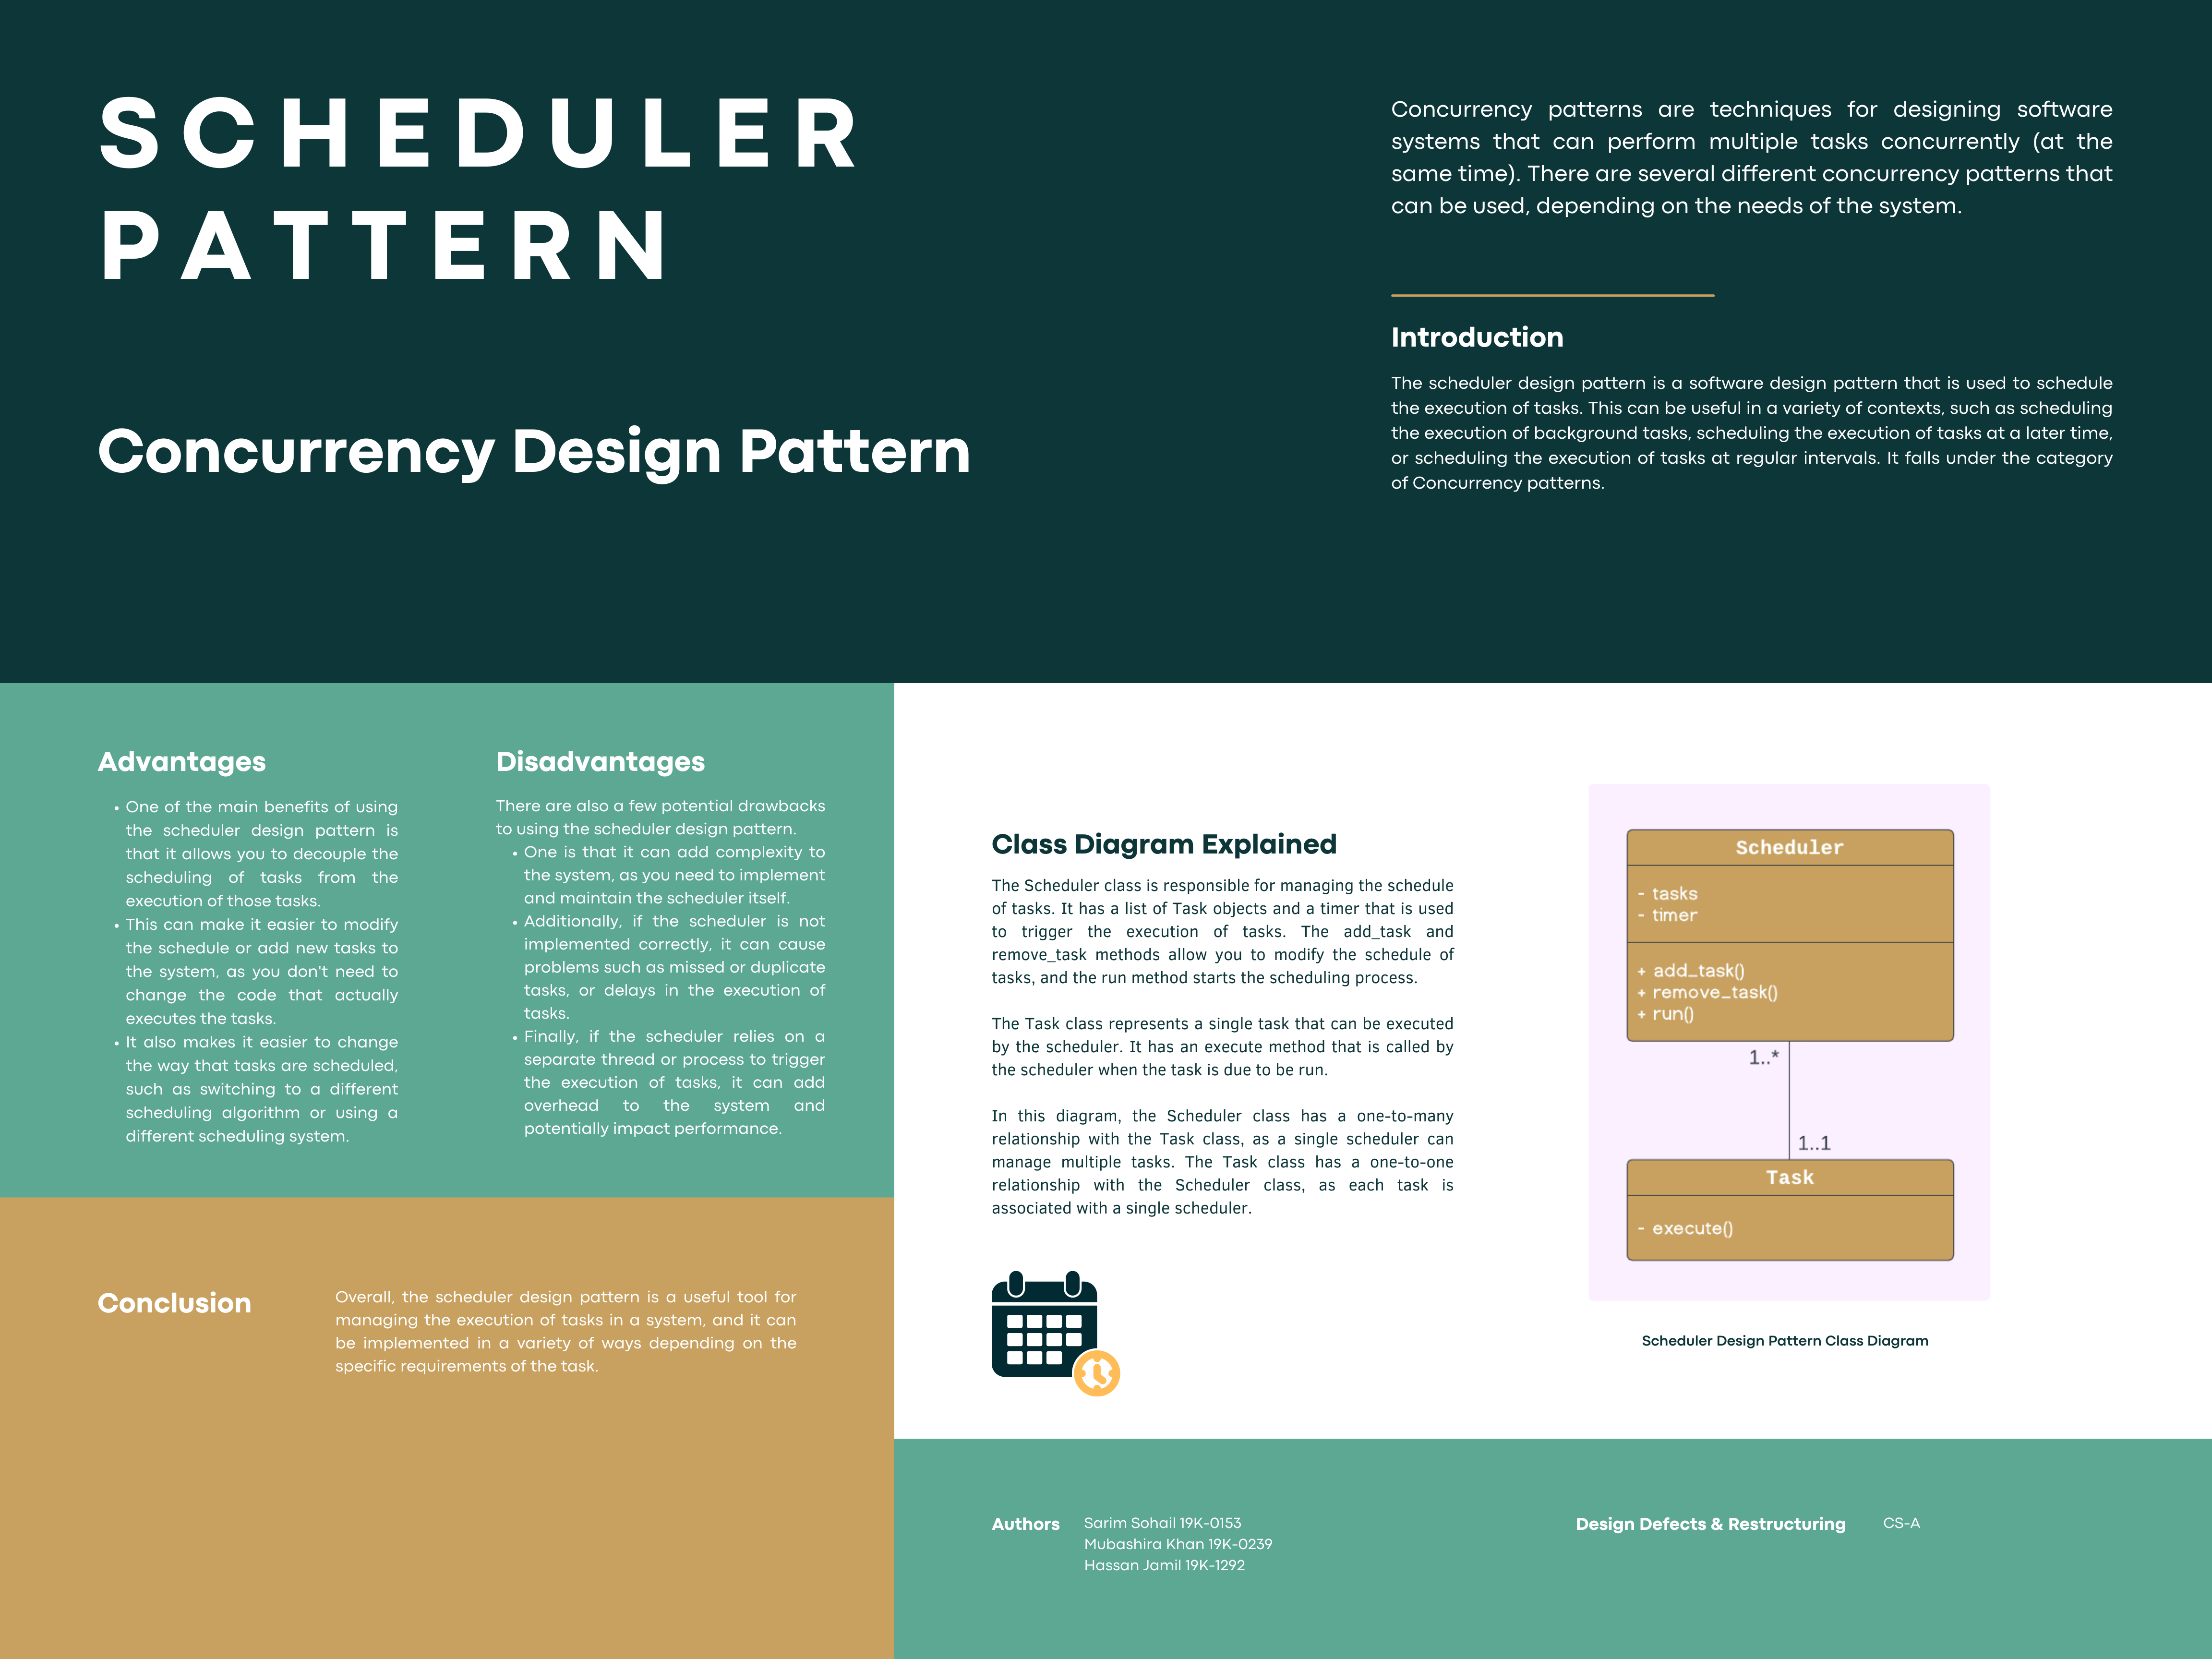 SCHEDULER
PATTERN
Concurrency Design Pattern
Concurrency patterns are techniques for designing software
systems that can perform multiple tasks concurrently (at the
same time). There are several different concurrency patterns that
can be used, depending on the needs of the system.
Introduction
The scheduler design pattern is a software design pattern that is used to schedule
the execution of tasks. This can be useful in a variety of contexts, such as scheduling
the execution of background tasks, scheduling the execution of tasks at a later time,
or scheduling the execution of tasks at regular intervals. It falls under the category
of Concurrency patterns.
Advantages
• One of the main benefits of using
the scheduler design pattern is
that it allows you to decouple the
scheduling of tasks from the
execution of those tasks.
• This can make it easier to modify
the schedule or add new tasks to
the system, as you don't need to
change the code that actually
executes the tasks.
• It also makes it easier to change
the way that tasks are scheduled,
such as switching to a different
scheduling algorithm or using a
different scheduling system.
Disadvantages
There are also a few potential drawbacks
to using the scheduler design pattern.
• One is that it can add complexity to
the system, as you need to implement
and maintain the scheduler itself.
• Additionally, if the scheduler is not
implemented correctly, it can cause
problems such as missed or duplicate
tasks, or delays in the execution of
tasks.
• Finally, if the scheduler relies on a
separate thread or process to trigger
the execution of tasks, it can add
overhead to the system and
potentially impact performance.
Conclusion
Overall, the scheduler design pattern is a useful tool for
managing the execution of tasks in a system, and it can
be implemented in a variety of ways depending on the
specific requirements of the task.
Class Diagram Explained
The Scheduler class is responsible for managing the schedule
of tasks. It has a list of Task objects and a timer that is used
to trigger the execution of tasks. The add_task and
remove_task methods allow you to modify the schedule of
tasks, and the run method starts the scheduling process.
The Task class represents a single task that can be executed
by the scheduler. It has an execute method that is called by
the scheduler when the task is due to be run.
In this diagram, the Scheduler class has a one-to-many
relationship with the Task class, as a single scheduler can
manage multiple tasks. The Task class has a one-to-one
relationship with the Scheduler class, as each task is
associated with a single scheduler.
Scheduler
- tasks
- timer
+ add_task()
+ remove_task()
+ run()
1..*
1..1
Task
- execute()
Scheduler Design Pattern Class Diagram
Authors
Sarim Sohail 19K-0153
Mubashira Khan 19K-0239
Hassan Jamil 19K-1292
Design Defects & Restructuring
CS-A